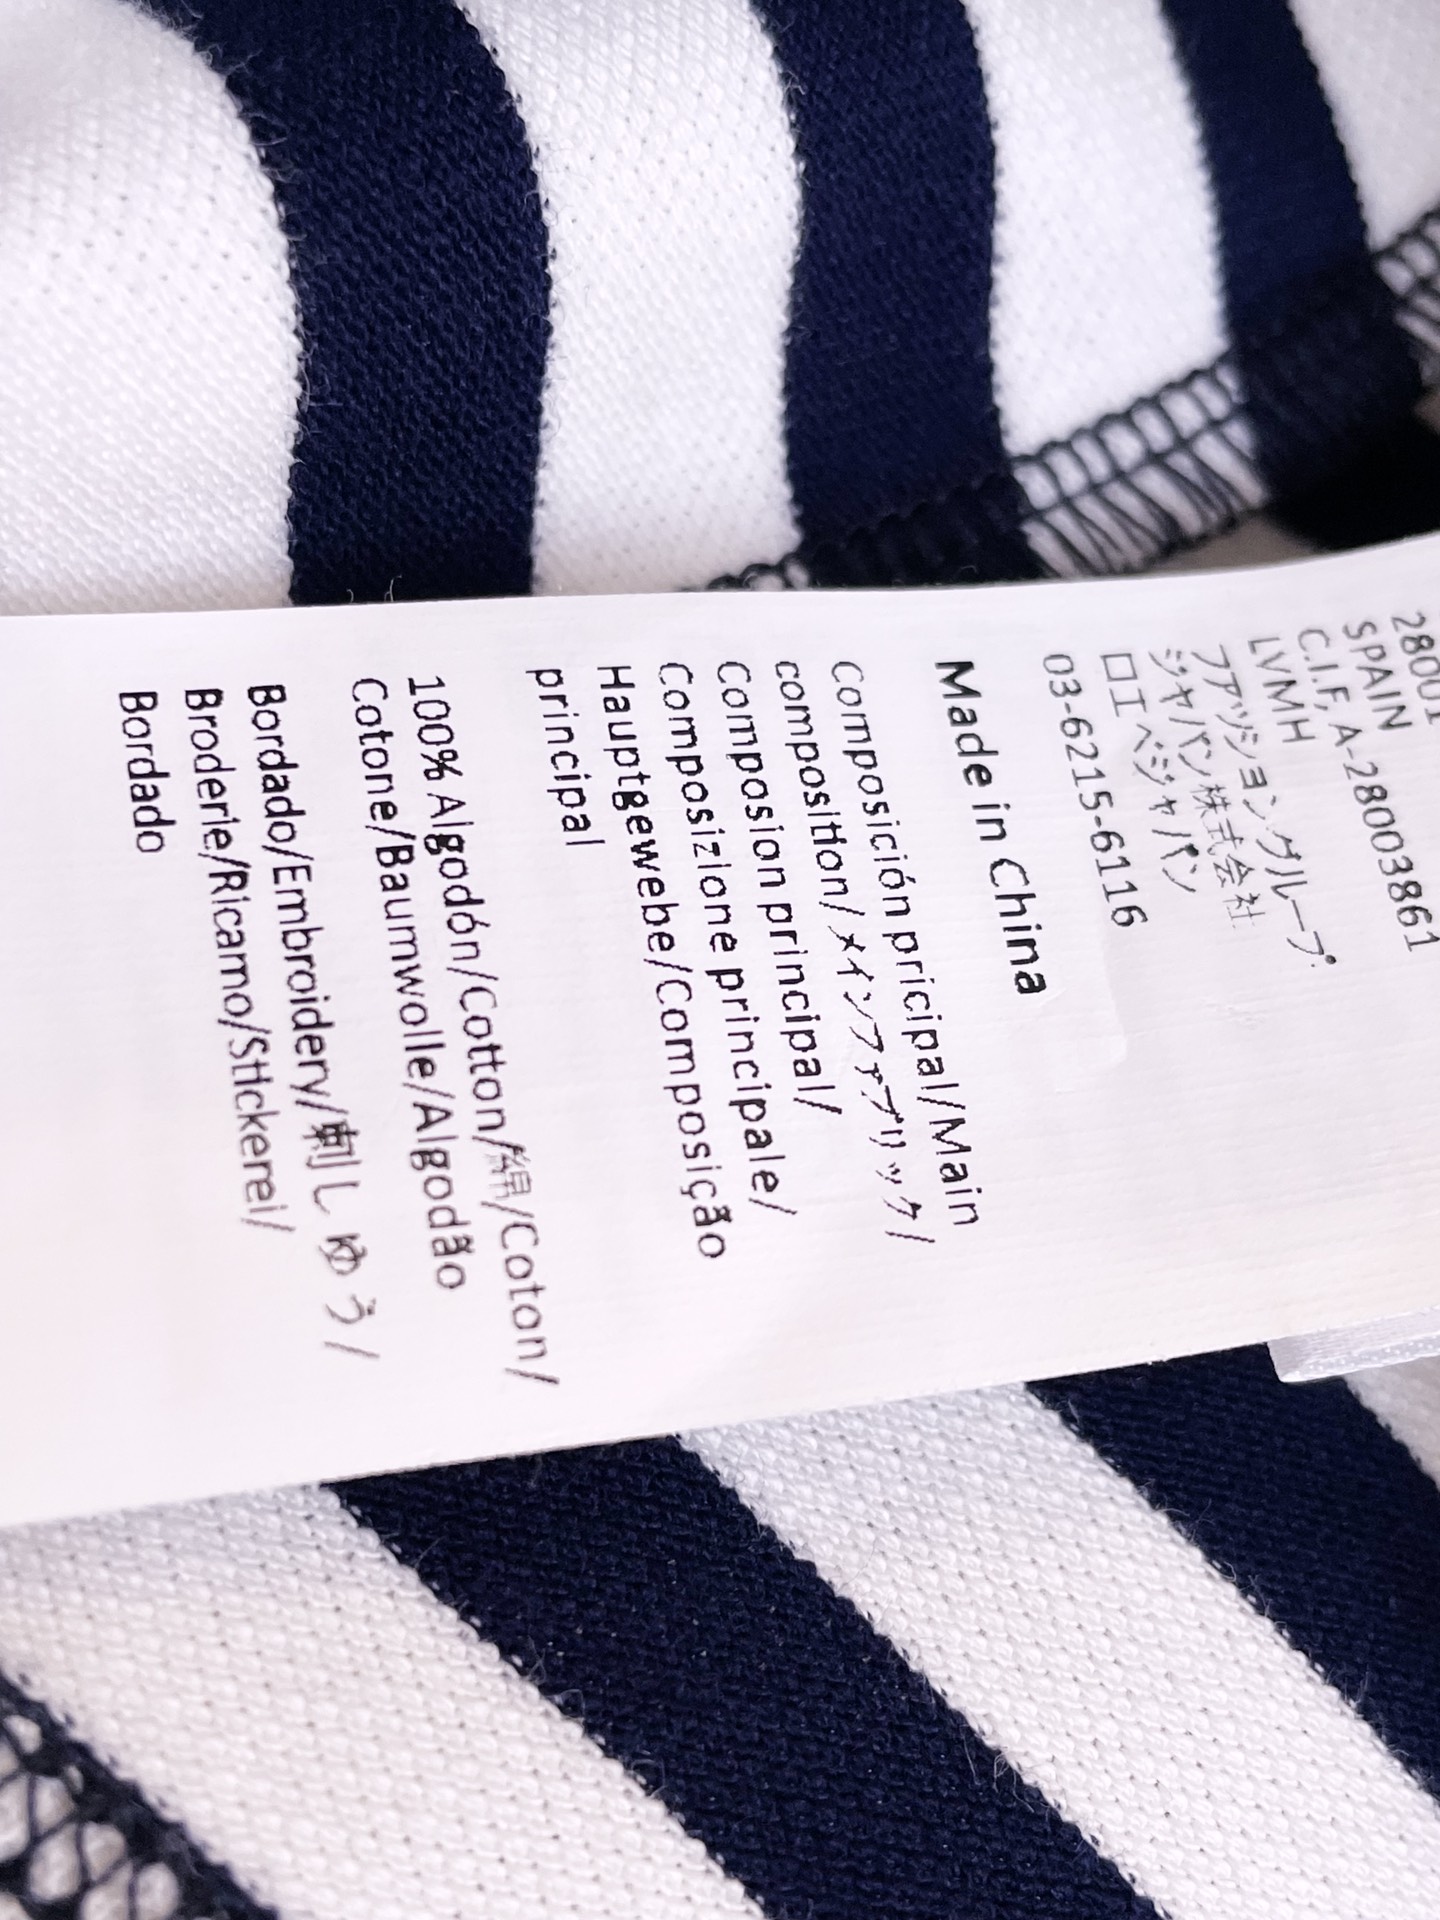 28001
SPAIN
C.I.F, A-28003861
LVMH
ファッショングループ.
ジャパン株式会社
ロエベジャパン
03-6215-6116
Made in China
Composición pricipal/Main
composition/メインファブリック/
Composion principal/
Composizione principale/
Hauptgewebe/Composição
principal
100% Algodón/Cotton/綿/Coton/
Cotone/Baumwolle/Algodão
Bordado/Embroidery/刺しゆう/
Broderie/Ricamo/Stickerei/
Bordado